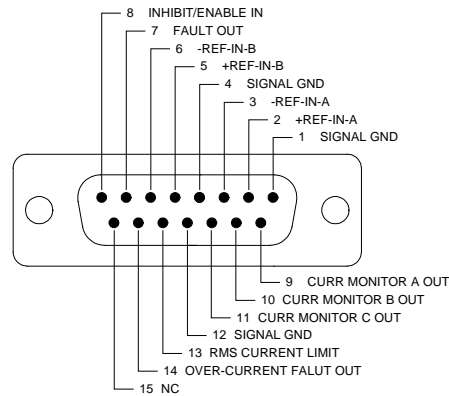 8 INHIBIT/ENABLE IN
7 FAULT OUT
6 -REF-IN-B
5 +REF-IN-B
4 SIGNAL GND
3 -REF-IN-A
2 +REF-IN-A
1 SIGNAL GND
9 CURR MONITOR A OUT
10 CURR MONITOR B OUT
11 CURR MONITOR C OUT
12 SIGNAL GND
13 RMS CURRENT LIMIT
14 OVER-CURRENT FALUT OUT
15 NC